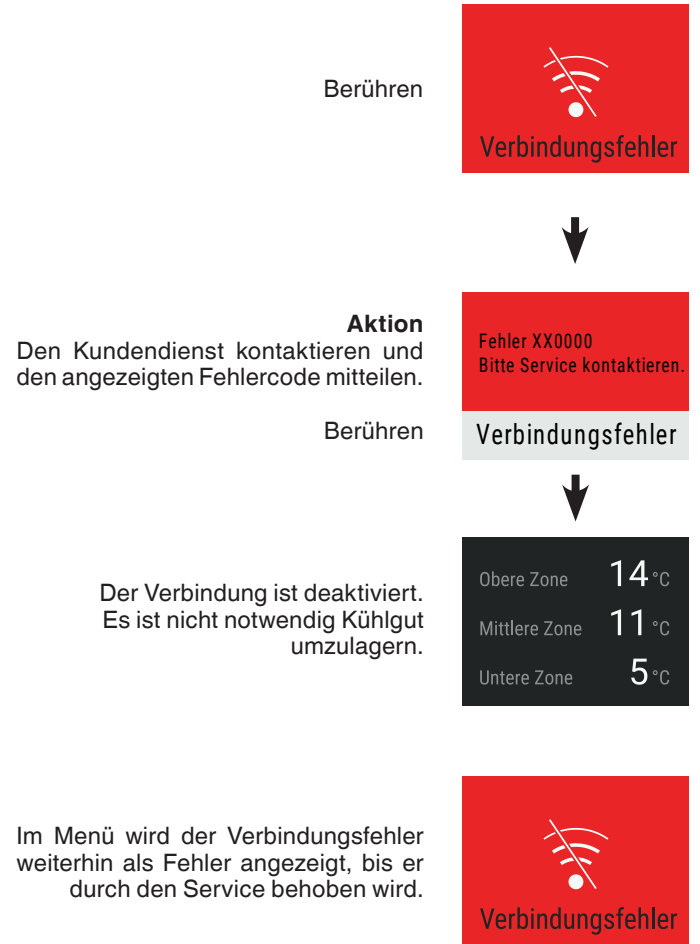 Berühren
Verbindungsfehler
Aktion
Den Kundendienst kontaktieren und
den angezeigten Fehlercode mitteilen.
Fehler XX0000
Bitte Service kontaktieren.
Berühren
Verbindungsfehler
Der Verbindung ist deaktiviert.
Es ist nicht notwendig Kühlgut
umzulagern.
Obere Zone 14 °C
Mittlere Zone 11 °C
Untere Zone 5 °C
Im Menü wird der Verbindungsfehler
weiterhin als Fehler angezeigt, bis er
durch den Service behoben wird.
Verbindungsfehler